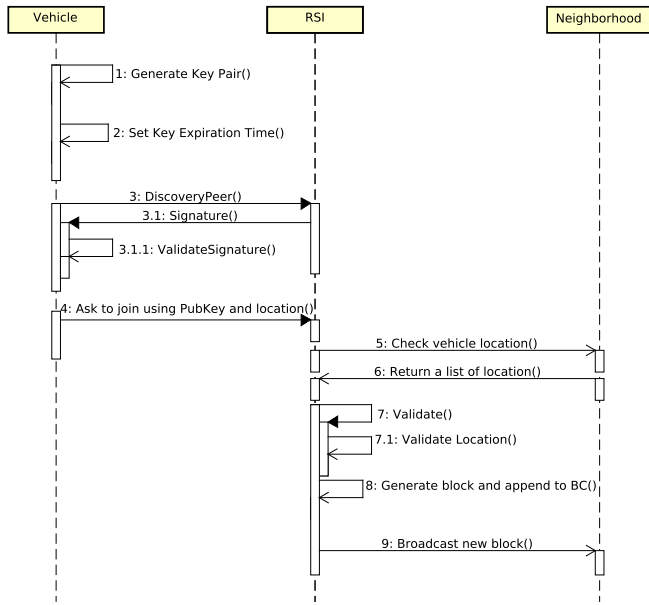 Vehicle
RSI
Neighborhood
1: Generate Key Pair()
2: Set Key Expiration Time()
3: DiscoveryPeer()
3.1: Signature()
3.1.1: ValidateSignature()
4: Ask to join using PubKey and location()
5: Check vehicle location()
6: Return a list of location()
7: Validate()
7.1: Validate Location()
8: Generate block and append to BC()
9: Broadcast new block()